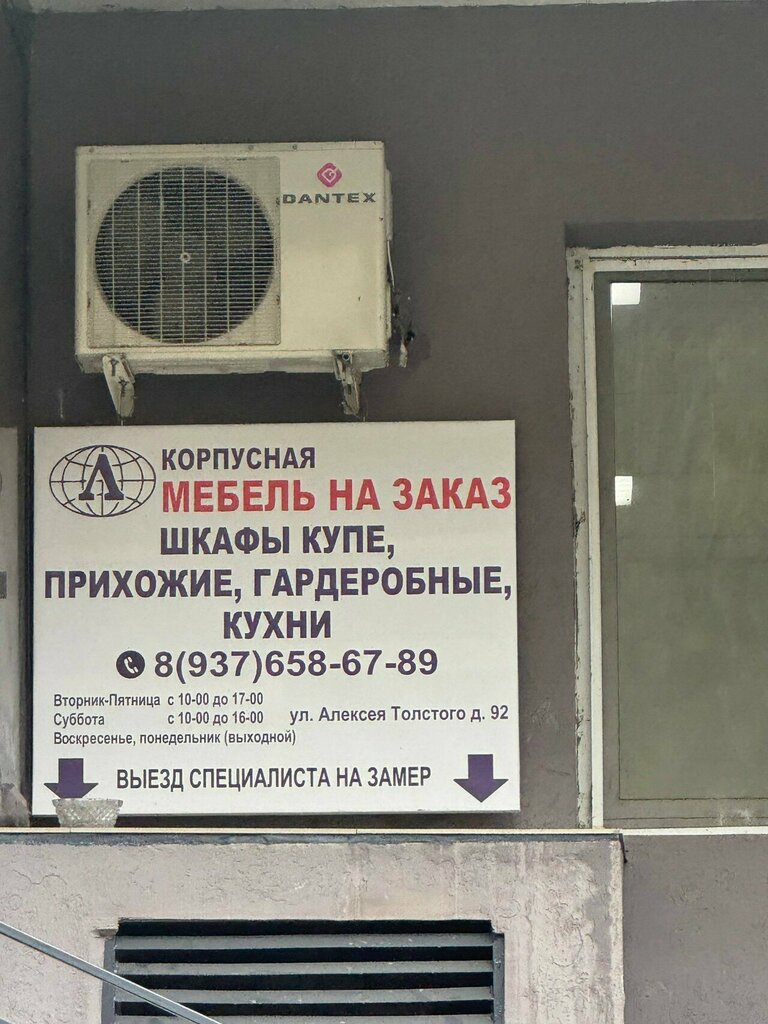 DANTEX
Л
КОРПУСНАЯ
МЕБЕЛЬ НА ЗАКАЗ
ШКАФЫ КУПЕ,
ПРИХОЖИЕ, ГАРДЕРОБНЫЕ,
КУХНИ
8(937)658-67-89
Вторник-Пятница с 10-00 до 17-00
Суббота с 10-00 до 16-00
ул. Алексея Толстого д. 92
Воскресенье, понедельник (выходной)
ВЫЕЗД СПЕЦИАЛИСТА НА ЗАМЕР